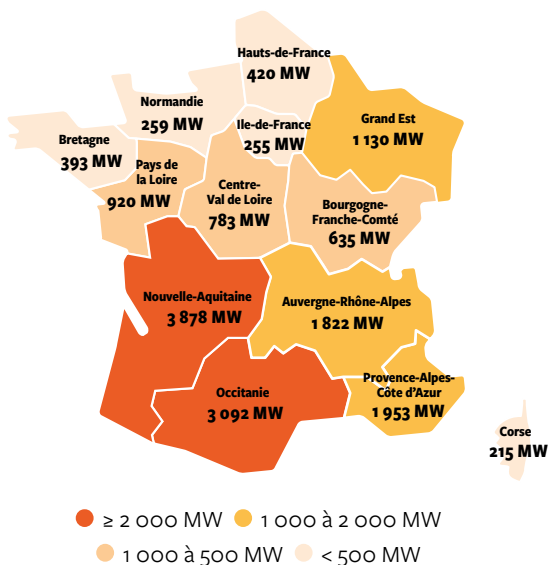 Hauts-de-France
420 MW
Normandie
259 MW
Ile-de-France
255 MW
Grand Est
1 130 MW
Bretagne
393 MW
Pays de
la Loire
920 MW
Centre-
Val de Loire
783 MW
Bourgogne-
Franche-Comté
635 MW
Nouvelle-Aquitaine
3 878 MW
Auvergne-Rhône-Alpes
1 822 MW
Occitanie
3 092 MW
Provence-Alpes-
Côte d'Azur
1 953 MW
Corse
215 MW
≥ 2 000 MW 1 000 à 2 000 MW
1 000 à 500 MW < 500 MW